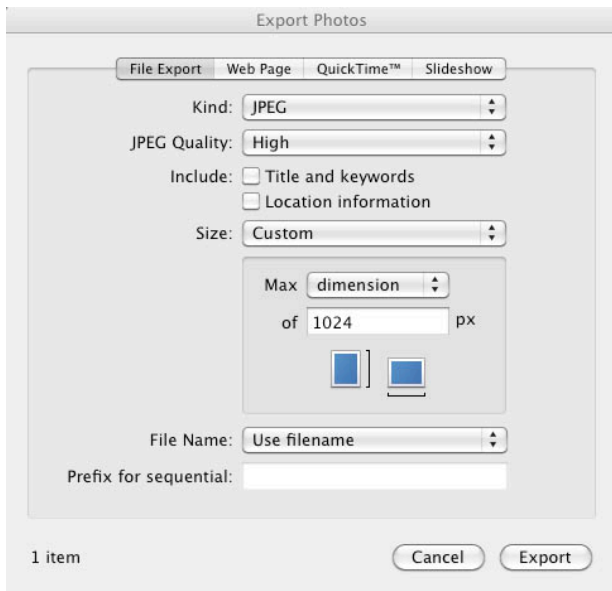 Export Photos
File Export Web Page QuickTime™ Slideshow
Kind: JPEG
JPEG Quality: High
Include: Title and keywords
Location information
Size: Custom
Max dimension
of 1024 px
File Name: Use filename
Prefix for sequential:
1 item Cancel Export